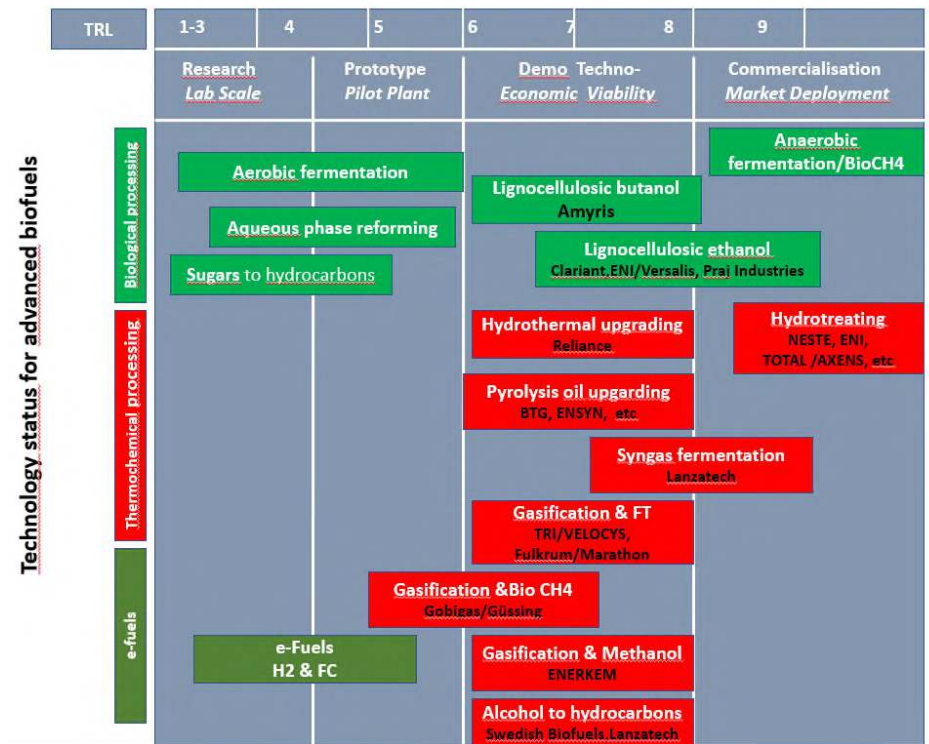 TRL
1-3
4
5
6
7
8
9
Research
Lab Scale
Prototype
Pilot Plant
Demo Techno-
Economic Viability
Commercialisation
Market Deployment
Technology status for advanced biofuels
Biological processing
Anaerobic
fermentation/BioCH4
Aerobic fermentation
Lignocellulosic butanol
Amyris
Aqueous phase reforming
Lignocellulosic ethanol
Clariant,ENI/Versalis, Praj Industries
Sugars to hydrocarbons
Thermochemical processing
Hydrothermal upgrading
Reliance
Hydrotreating
NESTE, ENI,
TOTAL /AXENS, etc
Pyrolysis oil upgarding
BTG, ENSYN, etc
Syngas fermentation
Lanzatech
Gasification & FT
TRI/VELOCYS,
Fulkrum/Marathon
e-fuels
Gasification &Bio CH4
Gobigas/Güssing
e-Fuels
H2 & FC
Gasification & Methanol
ENERKEM
Alcohol to hydrocarbons
Swedish Biofuels.Lanzatech